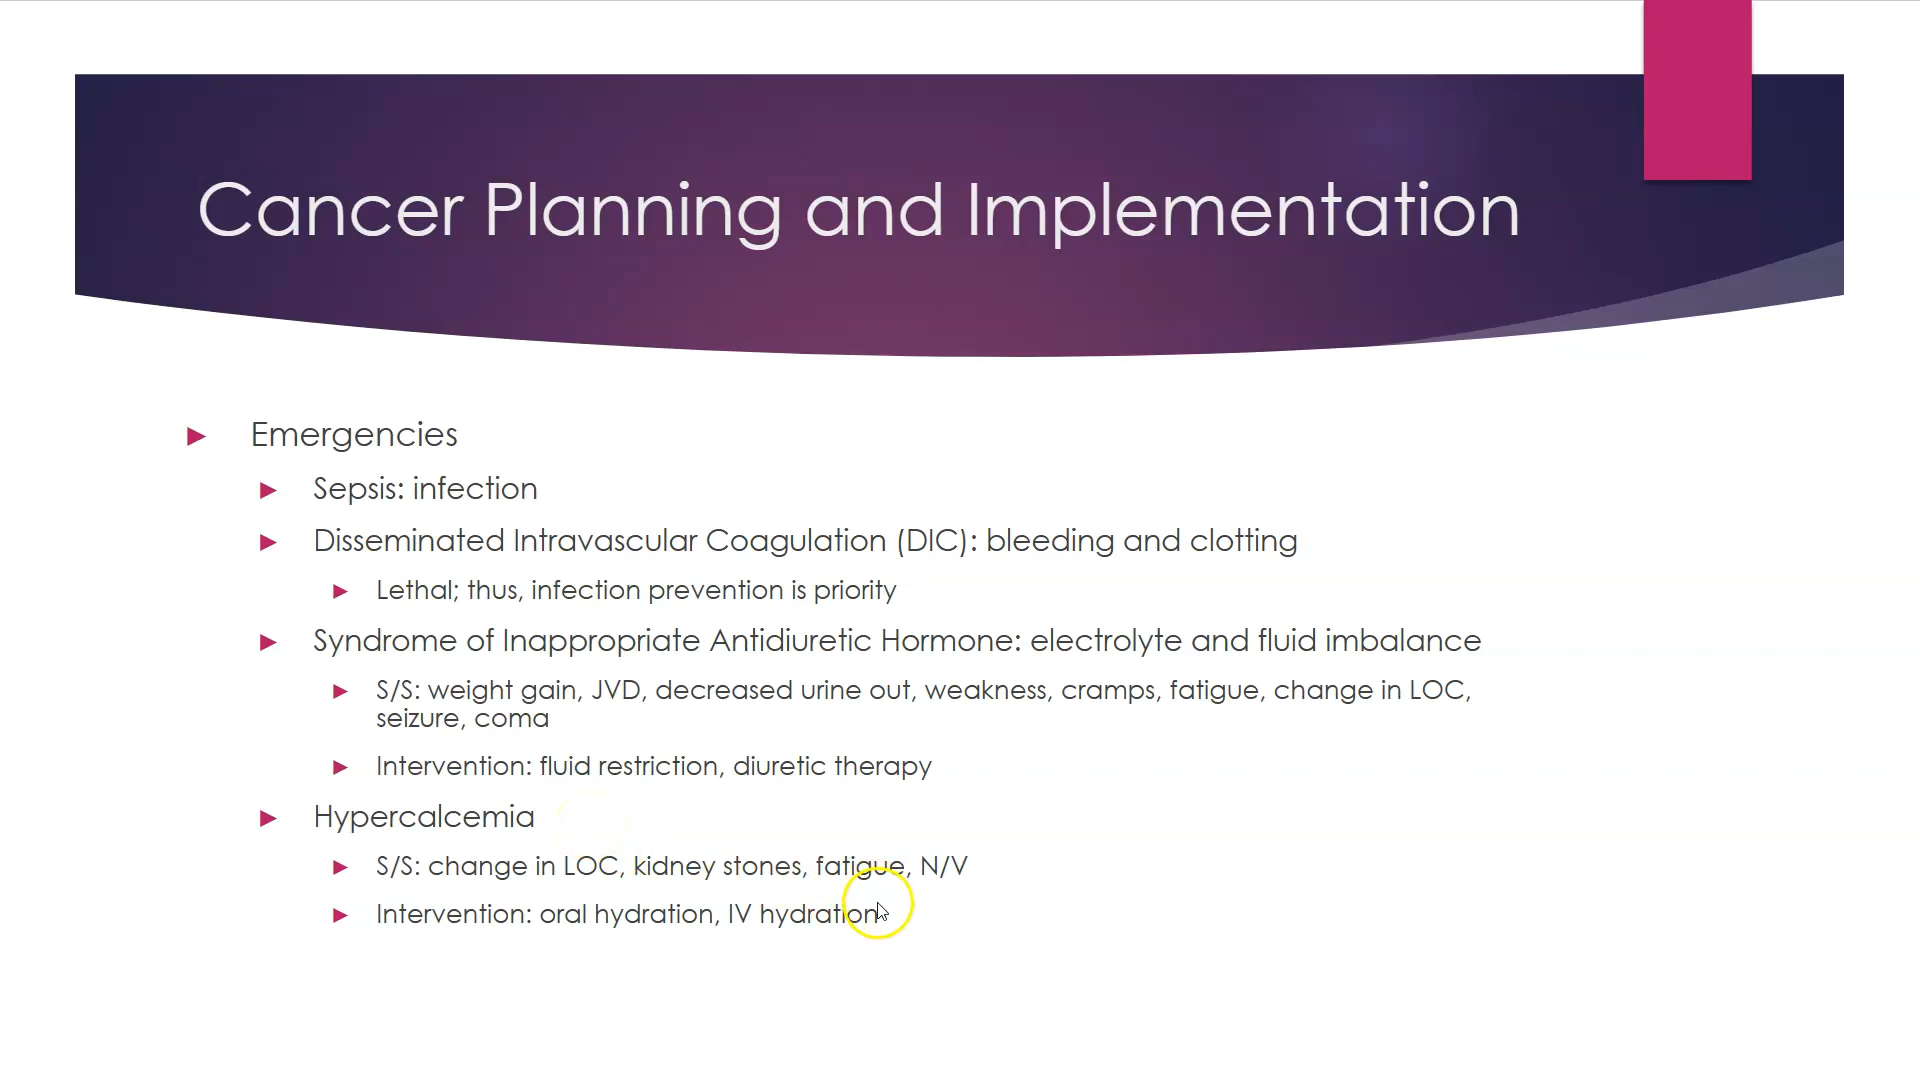 Cancer Planning and Implementation
Emergencies
Sepsis: infection
Disseminated Intravascular Coagulation (DIC): bleeding and clotting
Lethal; thus, infection prevention is priority
Syndrome of Inappropriate Antidiuretic Hormone: electrolyte and fluid imbalance
S/S: weight gain, JVD, decreased urine out, weakness, cramps, fatigue, change in LOC,
seizure, coma
Intervention: fluid restriction, diuretic therapy
Hypercalcemia
S/S: change in LOC, kidney stones, fatigue, N/V
Intervention: oral hydration, IV hydration